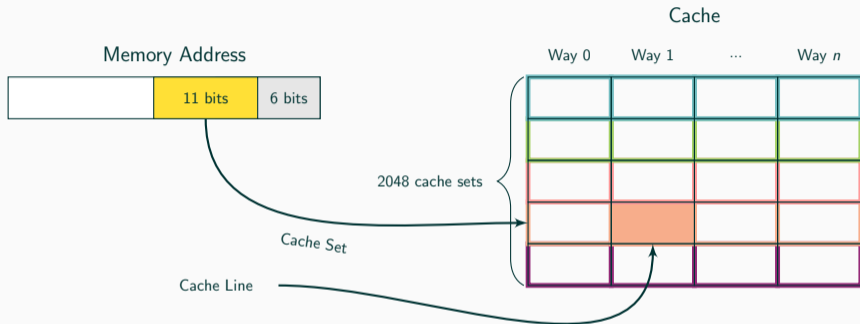 Cache
Memory Address
Way 0 Way 1 ... Way n
11 bits 6 bits
2048 cache sets
Cache Set
Cache Line